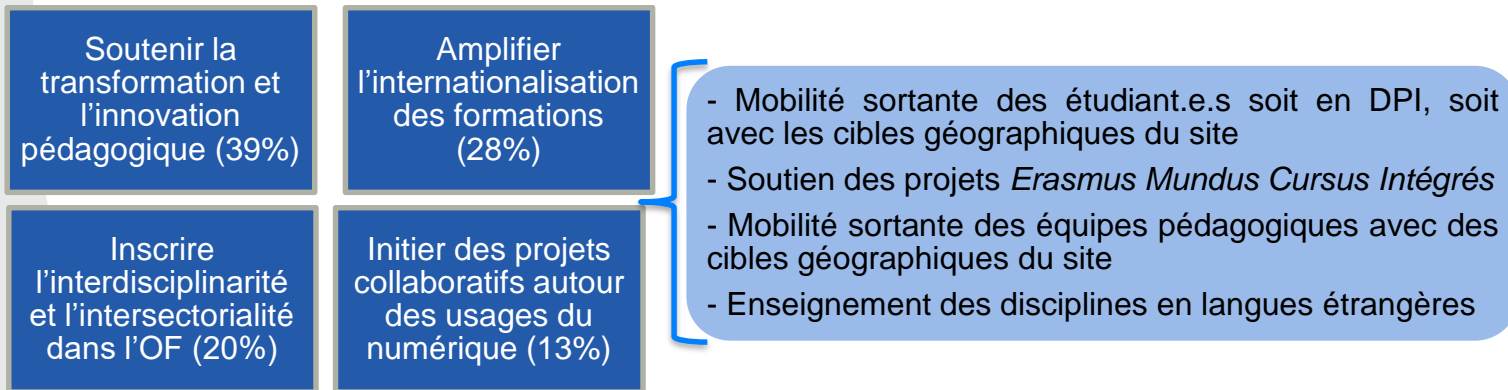 Soutenir la
transformation et
l’innovation
pédagogique (39%)
Amplifier
l’internationalisation
des formations
(28%)
Inscrire
l’interdisciplinarité
et l’intersectorialité
dans l’OF (20%)
Initier des projets
collaboratifs autour
des usages du
numérique (13%)
- Mobilité sortante des étudiant.e.s soit en DPI, soit
avec les cibles géographiques du site
- Soutien des projets Erasmus Mundus Cursus Intégrés
- Mobilité sortante des équipes pédagogiques avec des
cibles géographiques du site
- Enseignement des disciplines en langues étrangères